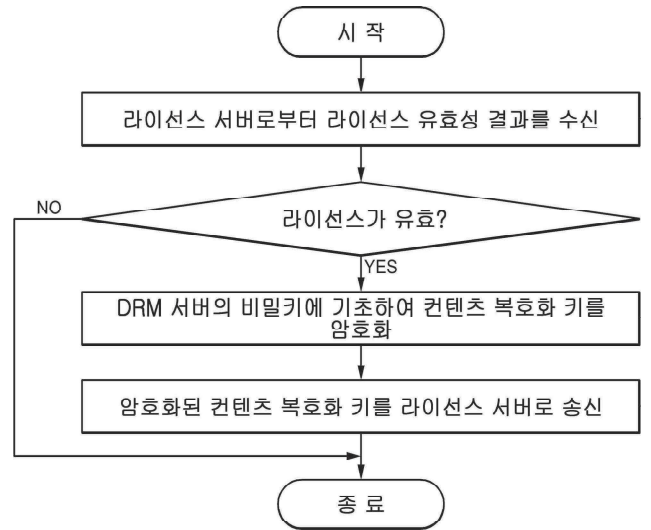 시 작
라이선스 서버로부터 라이선스 유효성 결과를 수신
NO
라이선스가 유효?
YES
DRM 서버의 비밀키에 기초하여 컨텐츠 복호화 키를
암호화
암호화된 컨텐츠 복호화 키를 라이선스 서버로 송신
종 료